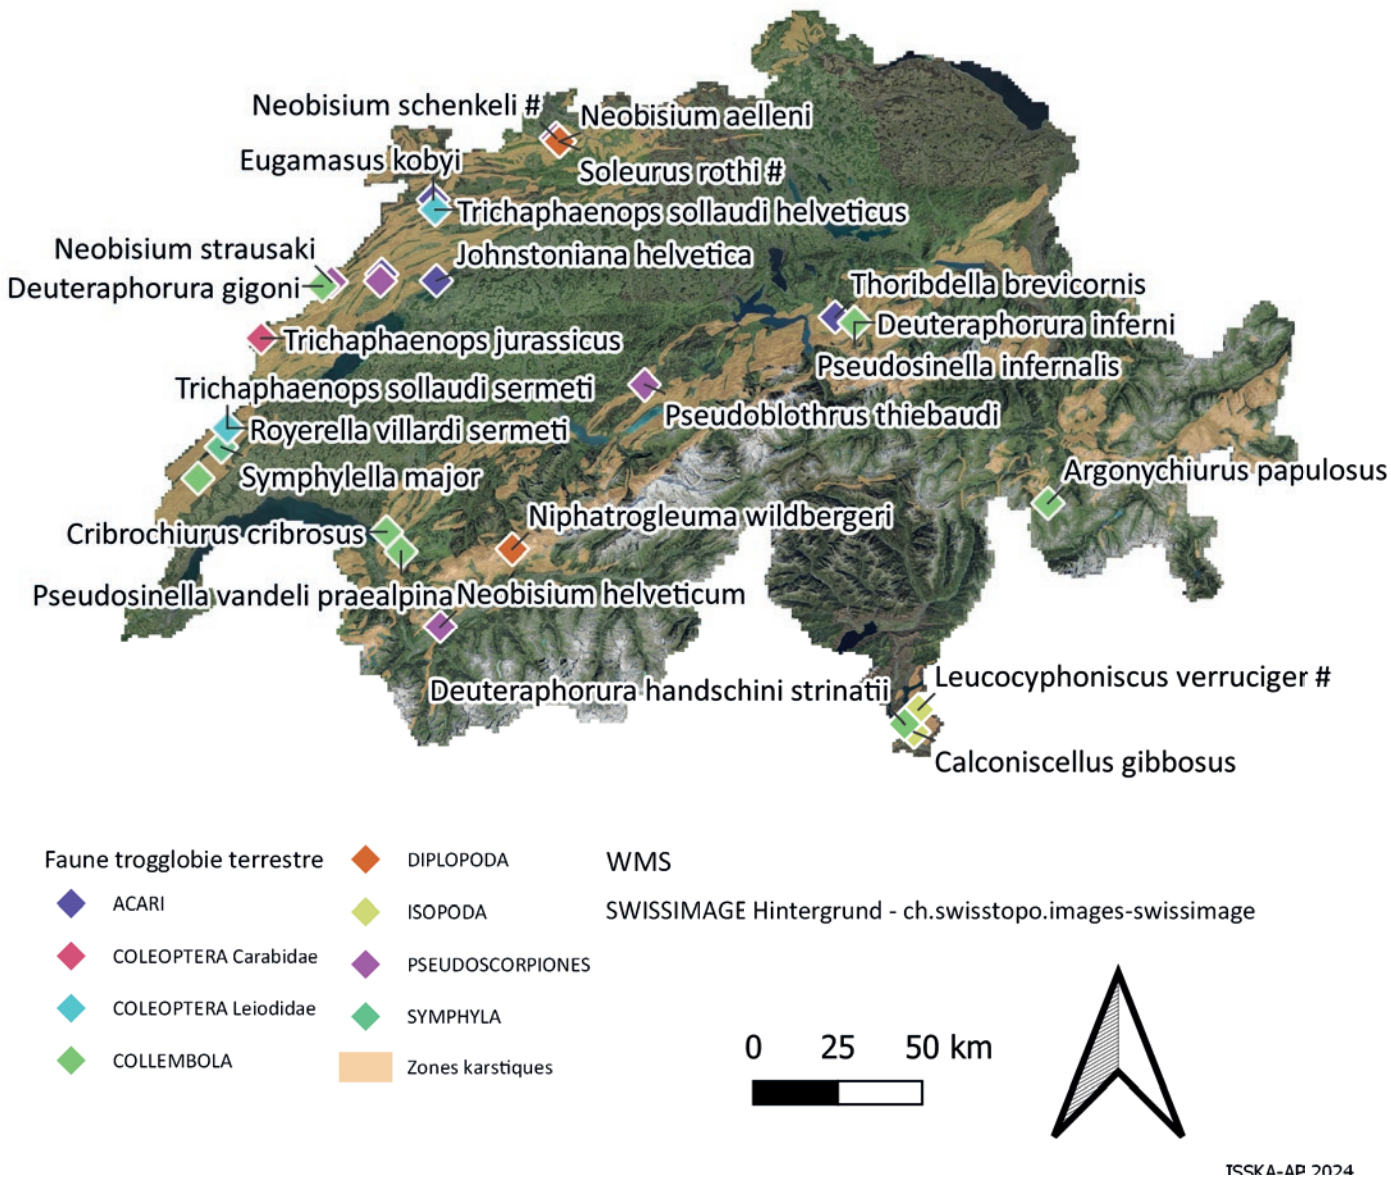 Neobisium schenkeli #
Neobisium aelleni
Eugamasus kobyi
Soleurus rothi #
Trichaphaenops sollaudi helveticus
Neobisium strausaki
Johnstoniana helvetica
Deuteraphorura gigoni
Thoribdella brevicornis
Deuteraphorura inferni
Trichaphaenops jurassicus
Pseudosinella infernalis
Trichaphaenops sollaudi sermeti
Pseudoblothrus thiebaudi
Royerella villardi sermeti
Argonychiurus papulosus
Symphylella major
Niphatrogleuma wildbergeri
Cribrochiurus cribrosus
Pseudosinella vandeli praealpina
Neobisium helveticum
Leucocyphoniscus verruciger #
Deuteraphorura handschini strinatii
Calconiscellus gibbosus
Faune trogglobie terrestre
ACARI
COLEOPTERA Carabidae
COLEOPTERA Leiodidae
COLLEMBOLA
DIPLOPODA
ISOPODA
PSEUDOSCORPIONES
SYMPHYLA
Zones karstiques
WMS
SWISSIMAGE Hintergrund - ch.swisstopo.images-swissimage
0 25 50 km
ISSKA-AP 2024